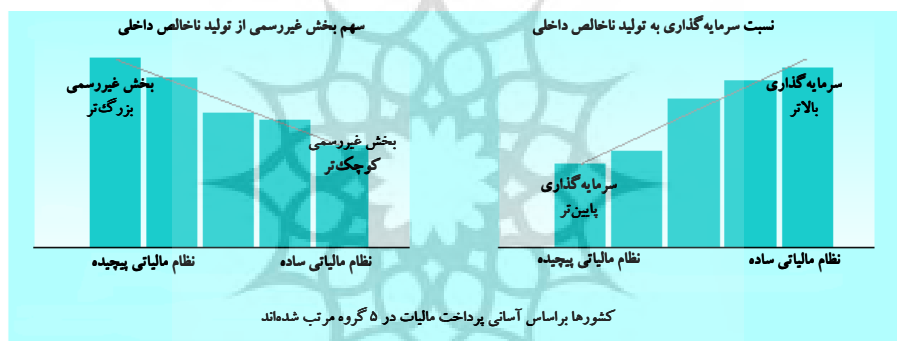 نسبت سرمایه‌گذاری به تولید ناخالص داخلی
سرمایه‌گذاری
بالاتر
سرمایه‌گذاری
پایین‌تر
نظام مالیاتی ساده
نظام مالیاتی پیچیده
سهم بخش غیررسمی از تولید ناخالص داخلی
بخش غیررسمی
بزرگ‌تر
بخش غیررسمی
کوچک‌تر
نظام مالیاتی ساده
نظام مالیاتی پیچیده
کشورها براساس آسانی پرداخت مالیات در ۵ گروه مرتب شده‌اند